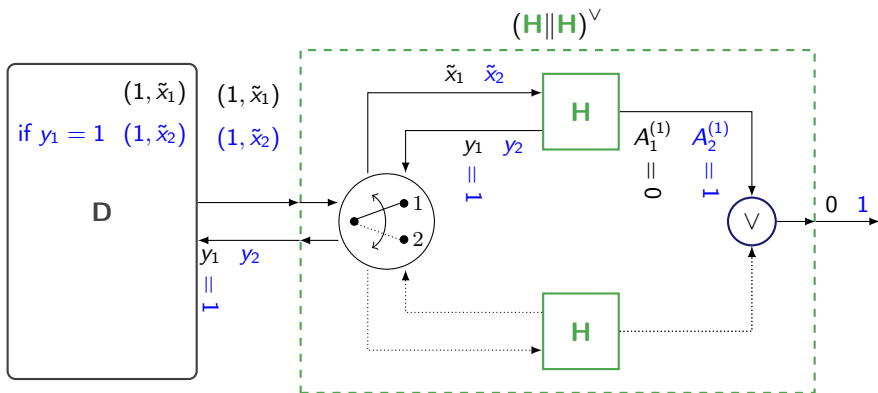 (H∥H)^∨
x̃₁ x̃₂
(1, x̃₁) (1, x̃₁)
if y₁ = 1 (1, x̃₂) (1, x̃₂)
H
y₁ = 1 y₂
A₁^(1) = 0 A₂^(1) = 1
D
1
2
∨
0 1
y₁ = 1 y₂
H